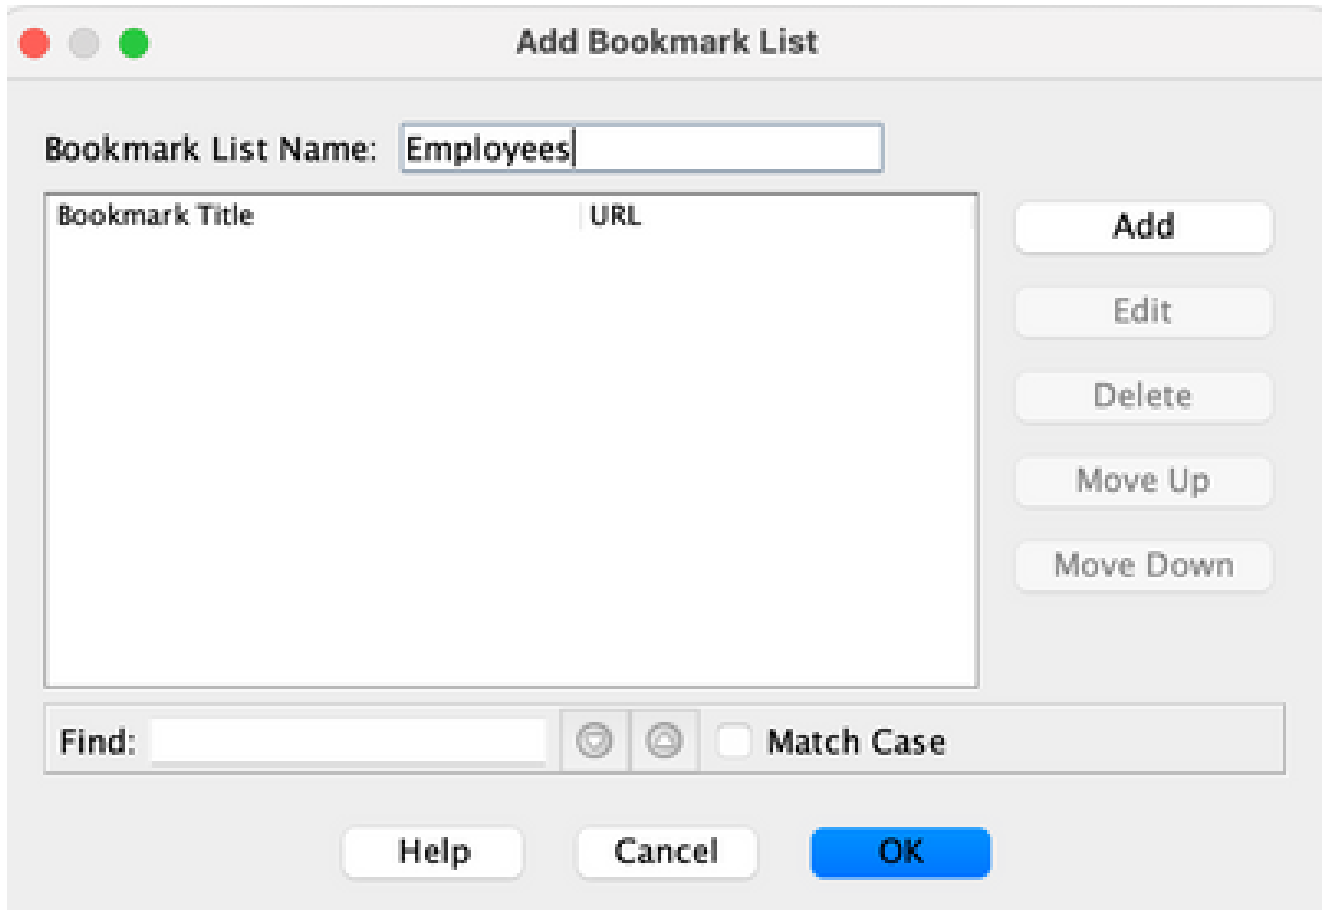 Add Bookmark List
Bookmark List Name: Employees
Bookmark Title URL
Add
Edit
Delete
Move Up
Move Down
Find: Match Case
Help Cancel OK